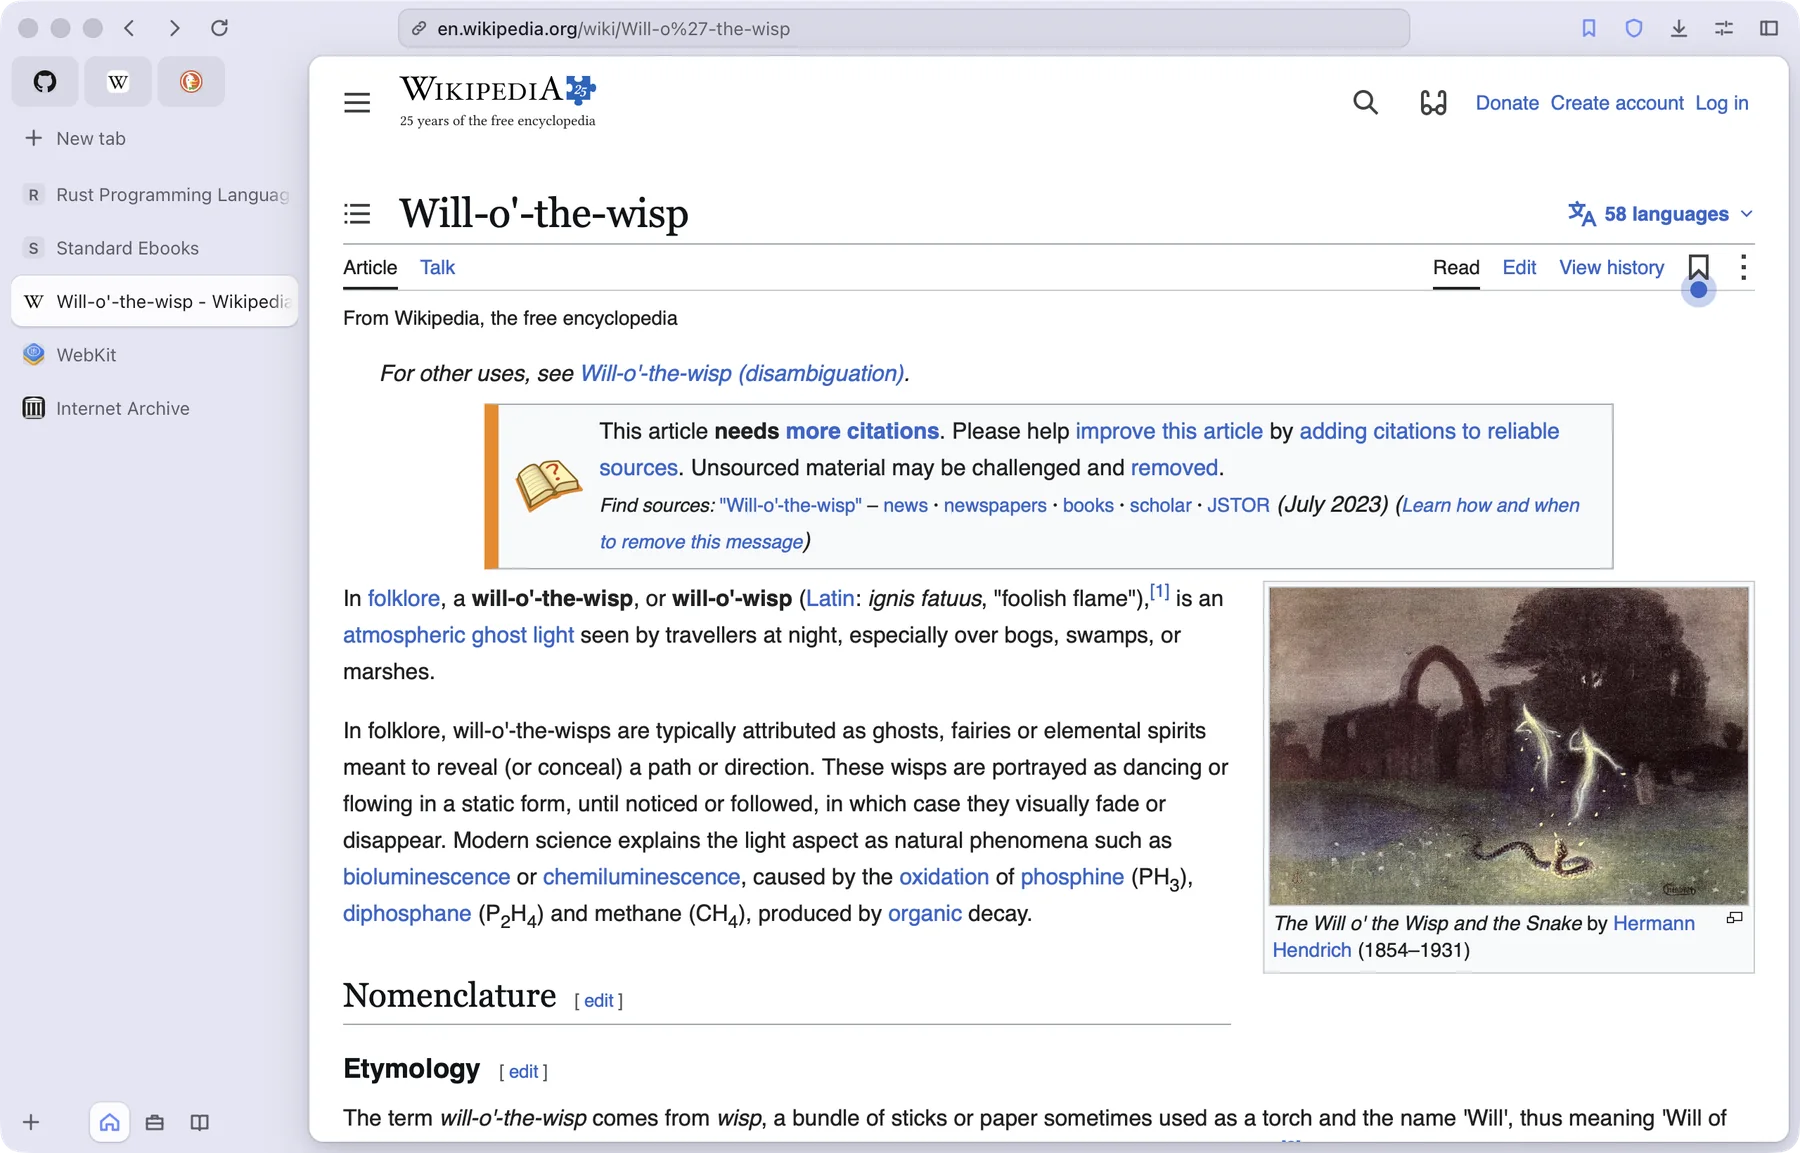 en.wikipedia.org/wiki/Will-o%27-the-wisp
W
New tab
R Rust Programming Languag
S Standard Ebooks
W Will-o'-the-wisp - Wikipedia
WebKit
Internet Archive
WIKIPEDIA 25
25 years of the free encyclopedia
Donate Create account Log in
Will-o'-the-wisp
58 languages
Article Talk
Read Edit View history
From Wikipedia, the free encyclopedia
For other uses, see Will-o'-the-wisp (disambiguation).
This article needs more citations. Please help improve this article by adding citations to reliable
sources. Unsourced material may be challenged and removed.
Find sources: "Will-o'-the-wisp" – news · newspapers · books · scholar · JSTOR (July 2023) (Learn how and when
to remove this message)
In folklore, a will-o'-the-wisp, or will-o'-wisp (Latin: ignis fatuus, "foolish flame"),[1] is an
atmospheric ghost light seen by travellers at night, especially over bogs, swamps, or
marshes.
In folklore, will-o'-the-wisps are typically attributed as ghosts, fairies or elemental spirits
meant to reveal (or conceal) a path or direction. These wisps are portrayed as dancing or
flowing in a static form, until noticed or followed, in which case they visually fade or
disappear. Modern science explains the light aspect as natural phenomena such as
bioluminescence or chemiluminescence, caused by the oxidation of phosphine (PH3),
diphosphane (P2H4) and methane (CH4), produced by organic decay.
The Will o' the Wisp and the Snake by Hermann
Hendrich (1854–1931)
Nomenclature [ edit ]
Etymology [ edit ]
The term will-o'-the-wisp comes from wisp, a bundle of sticks or paper sometimes used as a torch and the name 'Will', thus meaning 'Will of